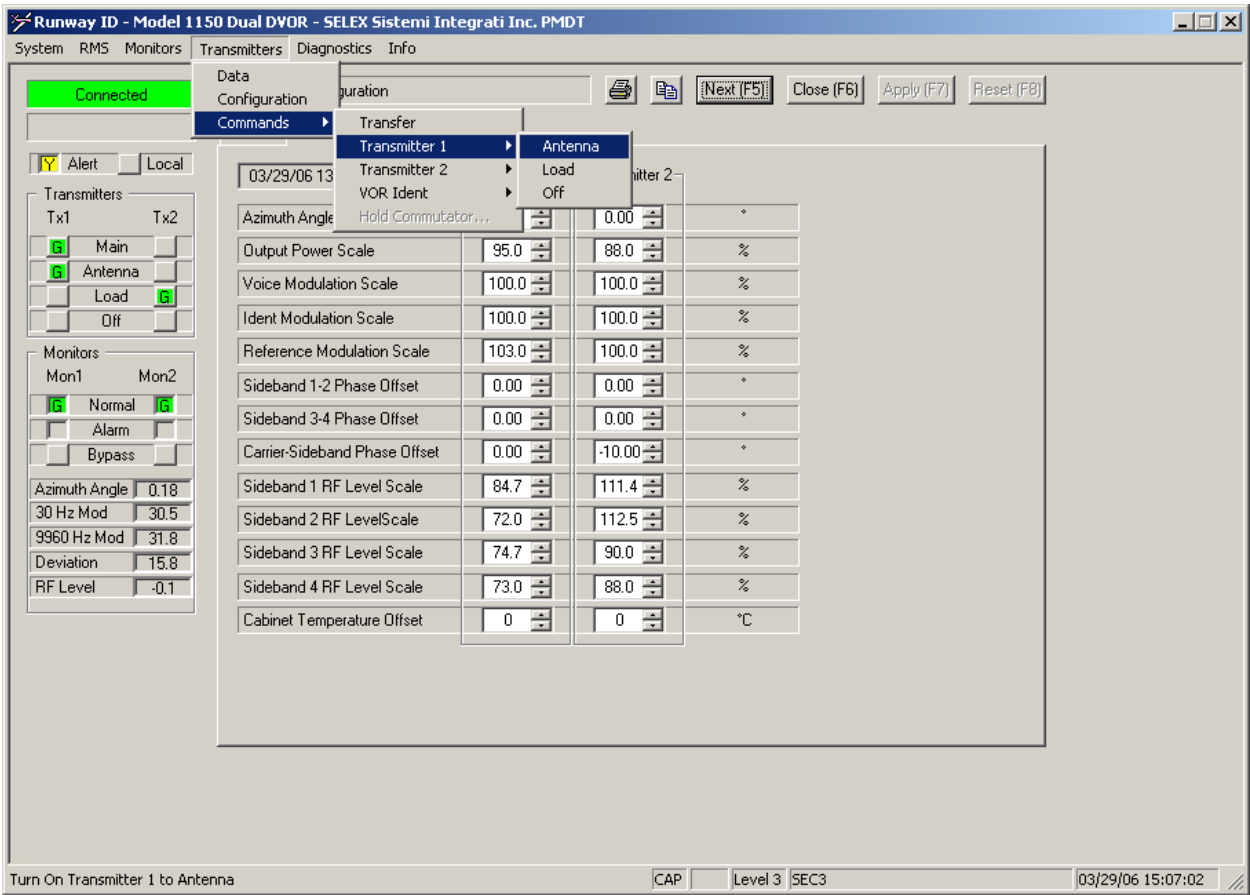 Runway ID - Model 1150 Dual DVOR - SELEX Sistemi Integrati Inc. PMDT
System RMS Monitors Transmitters Diagnostics Info
Data
Configuration
Commands
Transfer
Transmitter 1
Transmitter 2
VOR Ident
Hold Commutator...
Antenna
Load
Off
guration
Next (F5) Close (F6) Apply (F7) Reset (F8)
Connected
Y Alert Local
Transmitters
Tx1 Tx2
G Main
G Antenna
Load G
Off
Monitors
Mon1 Mon2
G Normal G
Alarm
Bypass
Azimuth Angle 0.18
30 Hz Mod 30.5
9960 Hz Mod 31.8
Deviation 15.8
RF Level -0.1
03/29/06 13 mitter 2
Azimuth Angle 0.00 °
Output Power Scale 95.0 88.0 %
Voice Modulation Scale 100.0 100.0 %
Ident Modulation Scale 100.0 100.0 %
Reference Modulation Scale 103.0 100.0 %
Sideband 1-2 Phase Offset 0.00 0.00 °
Sideband 3-4 Phase Offset 0.00 0.00 °
Carrier-Sideband Phase Offset 0.00 -10.00 °
Sideband 1 RF Level Scale 84.7 111.4 %
Sideband 2 RF LevelScale 72.0 112.5 %
Sideband 3 RF Level Scale 74.7 90.0 %
Sideband 4 RF Level Scale 73.0 88.0 %
Cabinet Temperature Offset 0 0 °C
Turn On Transmitter 1 to Antenna CAP Level 3 SEC3 03/29/06 15:07:02